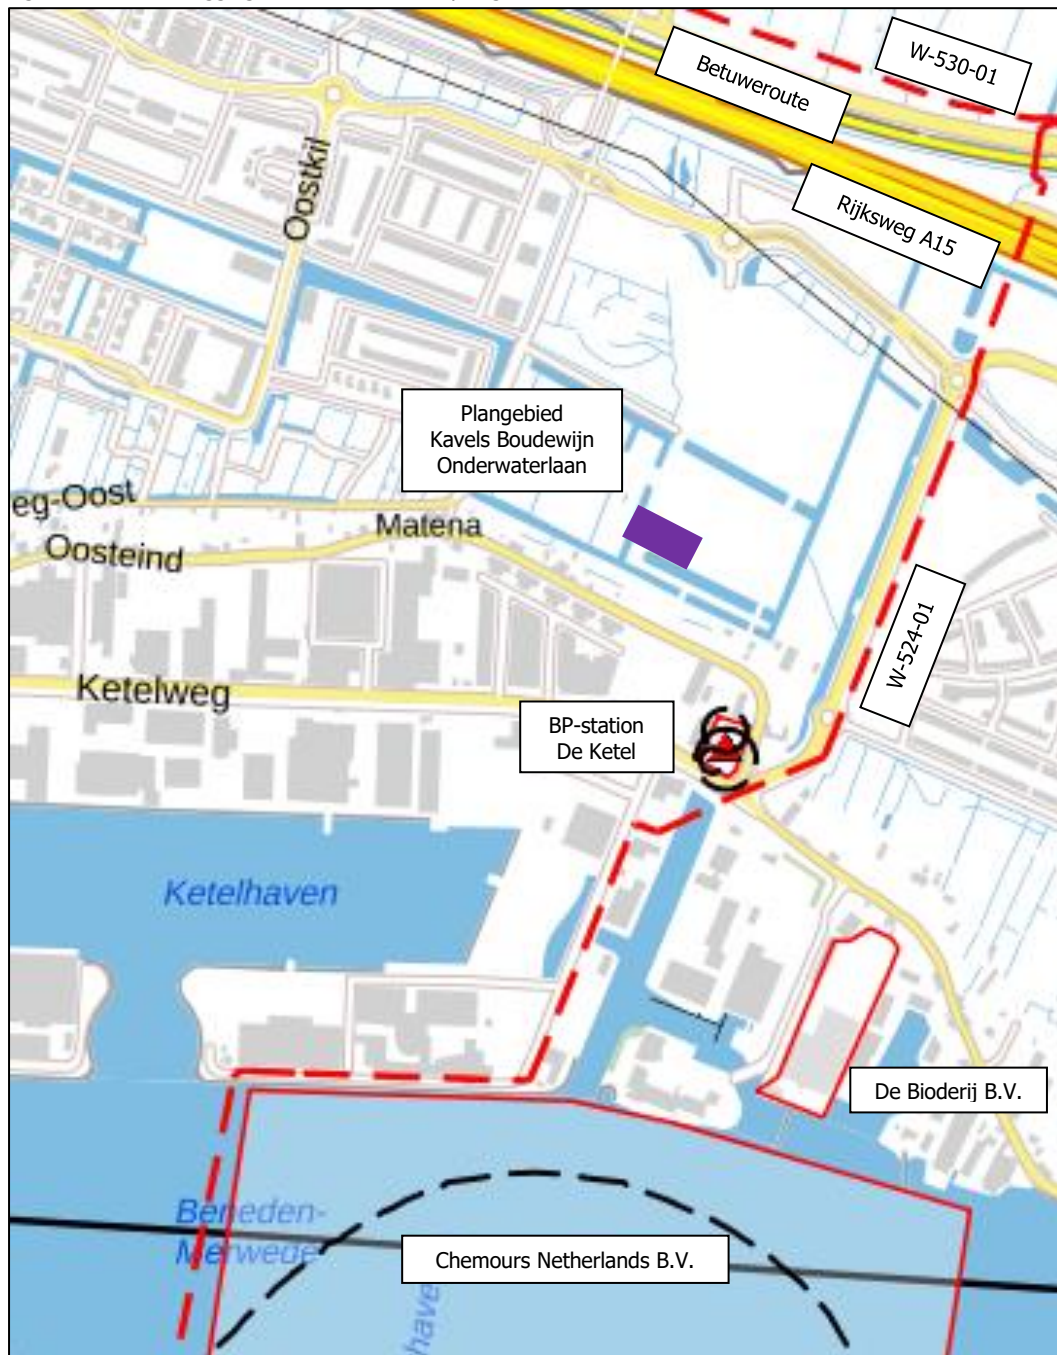 W-530-01
Betuweroute
Rijksweg A15
Oostkil
Plangebied
Kavels Boudewijn
Onderwaterlaan
eg-Oost
Matena
Oosteind
W-524-01
Ketelweg
BP-station
De Ketel
Ketelhaven
De Bioderij B.V.
Beneden-
Merwede
Chemours Netherlands B.V.
haven